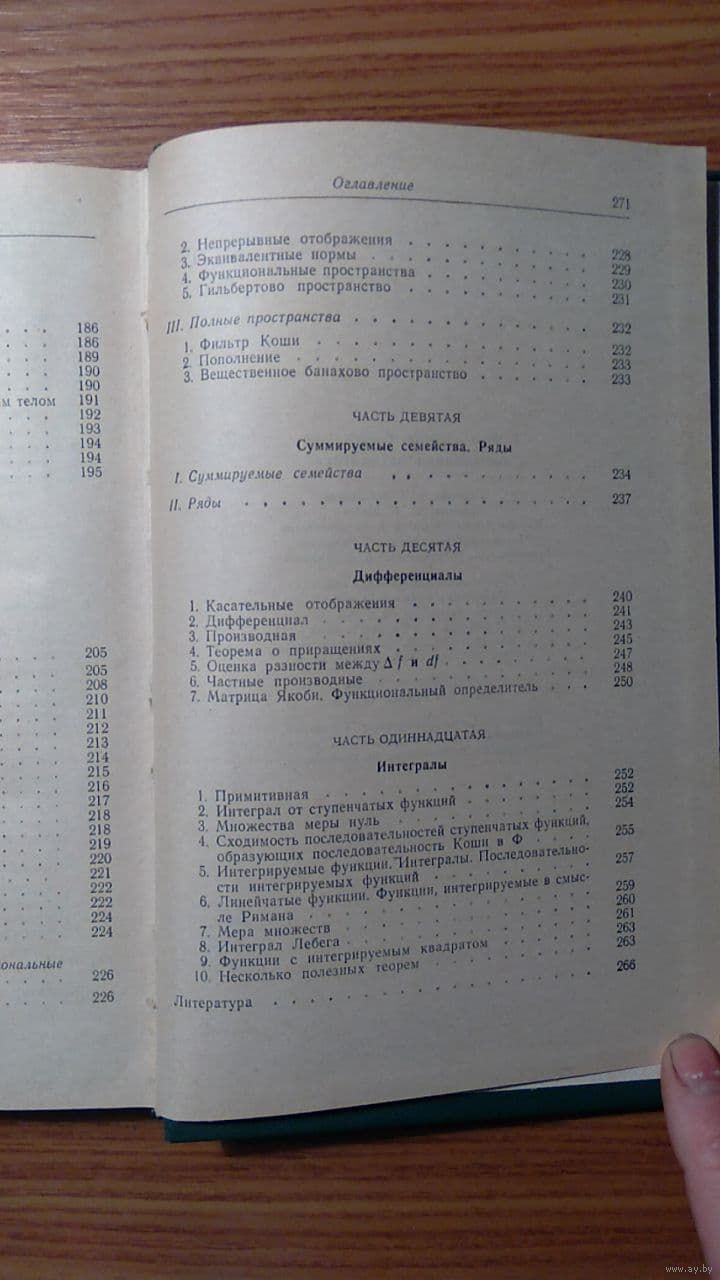 Оглавление
271
2. Непрерывные отображения . . . . . . . . . . . 228
3. Эквивалентные нормы . . . . . . . . . . . . 229
4. Функциональные пространства . . . . . . . . . . 230
5. Гильбертово пространство . . . . . . . . . . . 231
III. Полные пространства . . . . . . . . . . . . 232
1. Фильтр Коши . . . . . . . . . . . . . . 232
2. Пополнение . . . . . . . . . . . . . . 233
3. Вещественное банахово пространство . . . . . . . 233
ЧАСТЬ ДЕВЯТАЯ
Суммируемые семейства. Ряды
I. Суммируемые семейства . . . . . . . . . . . 234
II. Ряды . . . . . . . . . . . . . . . . 237
ЧАСТЬ ДЕСЯТАЯ
Дифференциалы
1. Касательные отображения . . . . . . . . . . . 240
2. Дифференциал . . . . . . . . . . . . . . 241
3. Производная . . . . . . . . . . . . . . 243
4. Теорема о приращениях . . . . . . . . . . . 245
5. Оценка разности между Δf и df . . . . . . . . . 247
6. Частные производные . . . . . . . . . . . . 248
7. Матрица Якоби. Функциональный определитель . . . 250
ЧАСТЬ ОДИННАДЦАТАЯ
Интегралы
1. Примитивная . . . . . . . . . . . . . . 252
2. Интеграл от ступенчатых функций . . . . . . . . 252
3. Множества меры нуль . . . . . . . . . . . . 254
4. Сходимость последовательностей ступенчатых функций,
образующих последовательность Коши в Ф . . . . 255
5. Интегрируемые функции. Интегралы. Последовательно-
сти интегрируемых функций . . . . . . . . . 257
6. Линейчатые функции. Функции, интегрируемые в смыс-
ле Римана . . . . . . . . . . . . . . 259
7. Мера множеств . . . . . . . . . . . . . 260
8. Интеграл Лебега . . . . . . . . . . . . . 261
9. Функции с интегрируемым квадратом . . . . . . 263
10. Несколько полезных теорем . . . . . . . . . . 263
Литература . . . . . . . . . . . . . . . . 266
. . . . 186
. . . . 186
. . . . 189
. . . . 190
. . . . 190
м телом 191
. . . . 192
. . . . 193
. . . . 194
. . . . 194
. . . . 195
. . . . 205
. . . . 205
. . . . 208
. . . . 210
. . . . 211
. . . . 212
. . . . 213
. . . . 214
. . . . 215
. . . . 216
. . . . 217
. . . . 218
. . . . 218
. . . . 219
. . . . 220
. . . . 221
. . . . 222
. . . . 222
. . . . 224
. . . . 224
ональные
. . . . 226
. . . . 226
www.ay.by